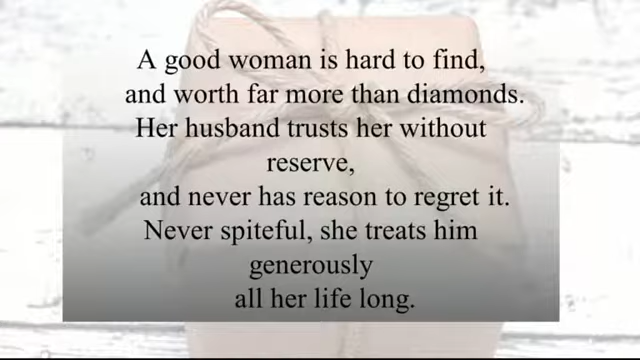 A good woman is hard to find,
and worth far more than diamonds.
Her husband trusts her without
reserve,
and never has reason to regret it.
Never spiteful, she treats him
generously
all her life long.